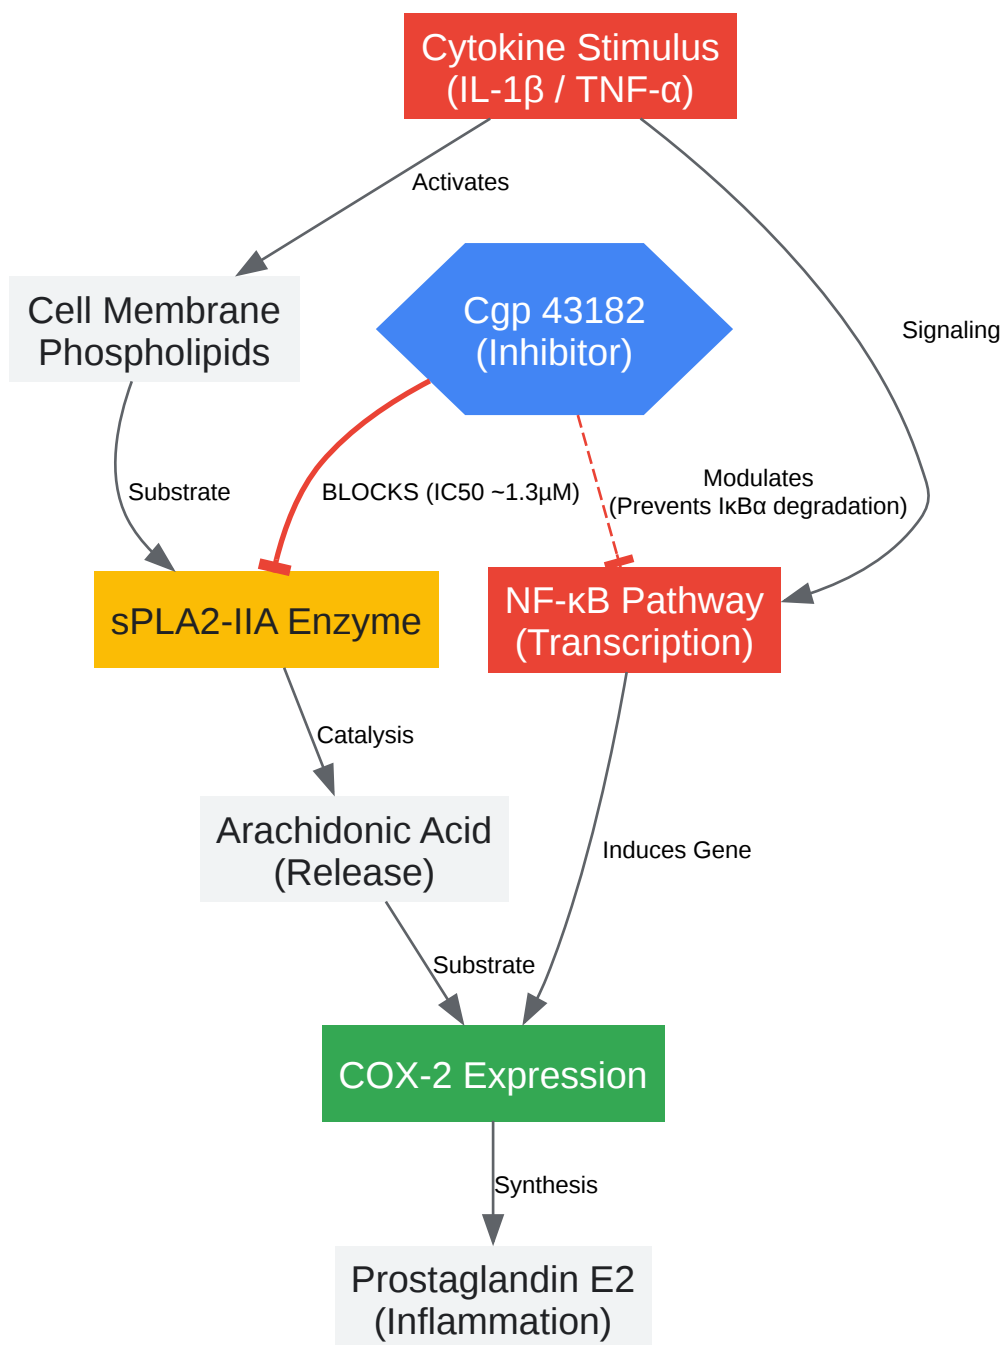 Cytokine Stimulus
(IL-1β / TNF-α)
Activates
Cell Membrane
Phospholipids
Cgp 43182
(Inhibitor)
Signaling
Substrate
BLOCKS (IC50 ~1.3µM)
Modulates
(Prevents IκBα degradation)
sPLA2-IIA Enzyme
NF-κB Pathway
(Transcription)
Catalysis
Arachidonic Acid
(Release)
Induces Gene
Substrate
COX-2 Expression
Synthesis
Prostaglandin E2
(Inflammation)